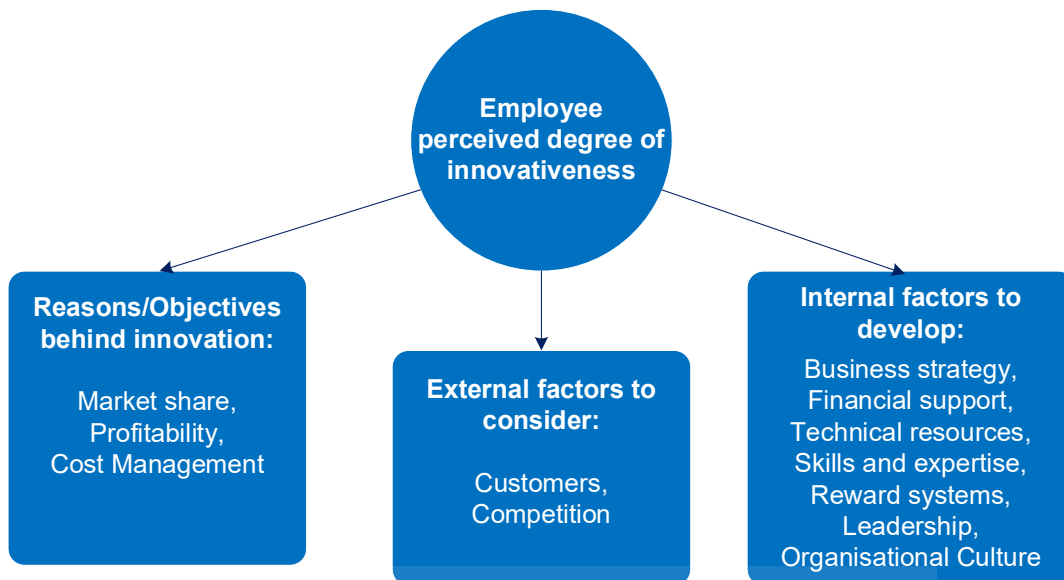 Employee
perceived degree of
innovativeness
Reasons/Objectives
behind innovation:
Market share,
Profitability,
Cost Management
External factors to
consider:
Customers,
Competition
Internal factors to
develop:
Business strategy,
Financial support,
Technical resources,
Skills and expertise,
Reward systems,
Leadership,
Organisational Culture